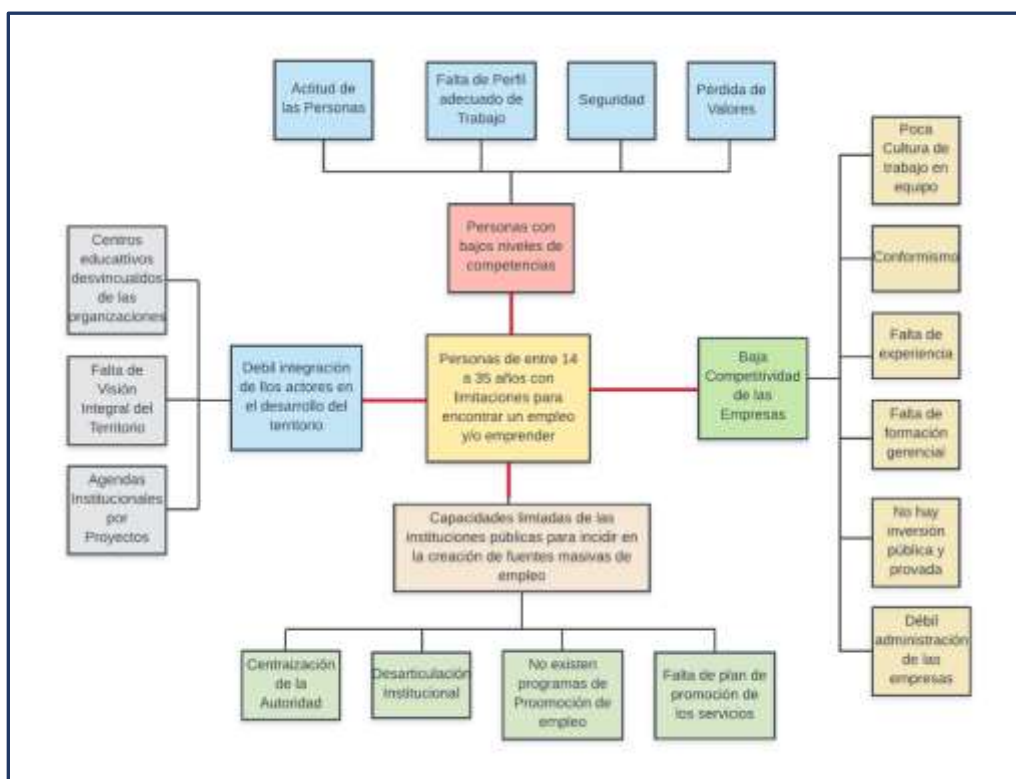 Actitud de
las Personas
Falta de Perfil
adecuado de
Trabajo
Seguridad
Pérdida de
Valores
Poca
Cultura de
trabajo en
equipo
Personas con
bajos niveles de
competencias
Centros
educattivos
desvincualdos
de las
organizaciones
Conformismo
Falta de
Visión
Integral del
Territorio
Debil integración
de llos actores en
el desarrollo del
territorio
Personas de entre 14
a 35 años con
limitaciones para
encontrar un empleo
y/o emprender
Baja
Competitividad
de las
Empresas
Falta de
experiencia
Falta de
formación
gerencial
Agendas
Institucionales
por
Proyectos
Capacidades limtadas de las
instituciones públicas para incidir en
la creación de fuentes masivas de
empleo
No hay
inversión
pública y
provada
Débil
administración
de las
empresas
Centraización
de la
Autoridad
Desarticulación
Institucional
No existen
programas de
Proomoción de
empleo
Falta de plan de
promoción de
los servicios